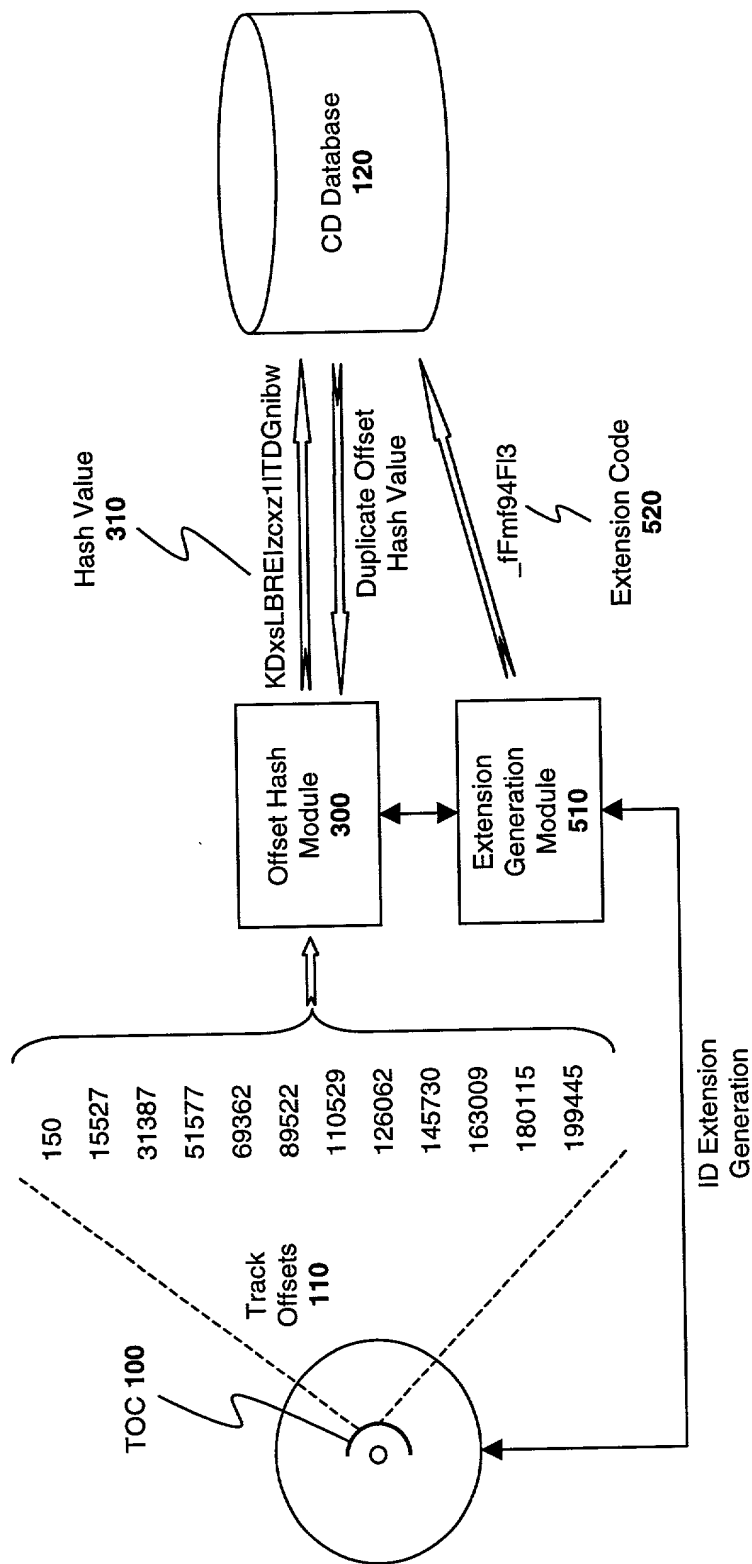 TOC 100
Track
Offsets
110
150
15527
31387
51577
69362
89522
110529
126062
145730
163009
180115
199445
Offset Hash
Module
300
Extension
Generation
Module
510
ID Extension
Generation
Hash Value
310
KDxsLBREIzcxz1ITDGnibw
Duplicate Offset
Hash Value
_fFmf94FI3
Extension Code
520
CD Database
120